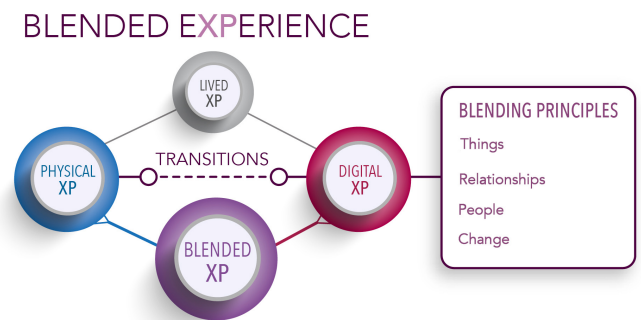 BLENDED EXPERIENCE
LIVED
XP
PHYSICAL
XP
TRANSITIONS
DIGITAL
XP
BLENDED
XP
BLENDING PRINCIPLES
Things
Relationships
People
Change